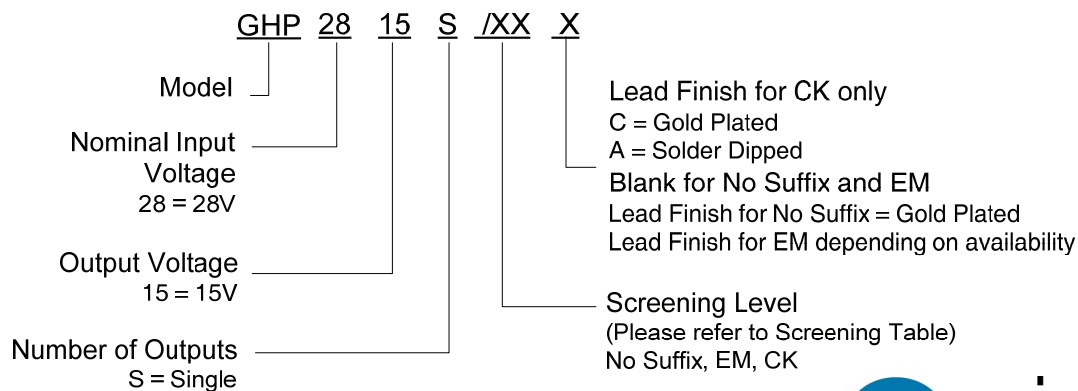 GHP 28 15 S /XX X
Model
Nominal Input
Voltage
28 = 28V
Output Voltage
15 = 15V
Number of Outputs
S = Single
Lead Finish for CK only
C = Gold Plated
A = Solder Dipped
Blank for No Suffix and EM
Lead Finish for No Suffix = Gold Plated
Lead Finish for EM depending on availability
Screening Level
(Please refer to Screening Table)
No Suffix, EM, CK